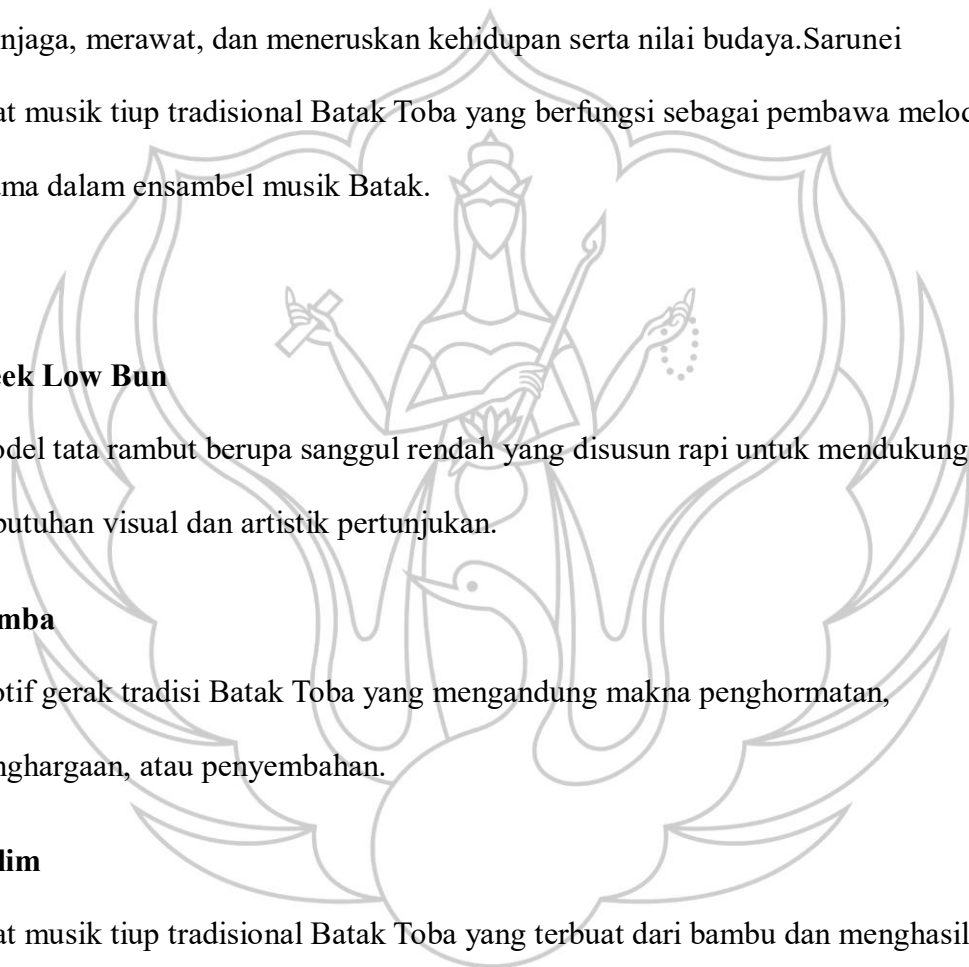 njaga, merawat, dan meneruskan kehidupan serta nilai budaya.Sarunei
at musik tiup tradisional Batak Toba yang berfungsi sebagai pembawa melod
ama dalam ensambel musik Batak.
eek Low Bun
odel tata rambut berupa sanggul rendah yang disusun rapi untuk mendukung
butuhan visual dan artistik pertunjukan.
mba
otif gerak tradisi Batak Toba yang mengandung makna penghormatan,
nghargaan, atau penyembahan.
lim
at musik tiup tradisional Batak Toba yang terbuat dari bambu dan menghasil